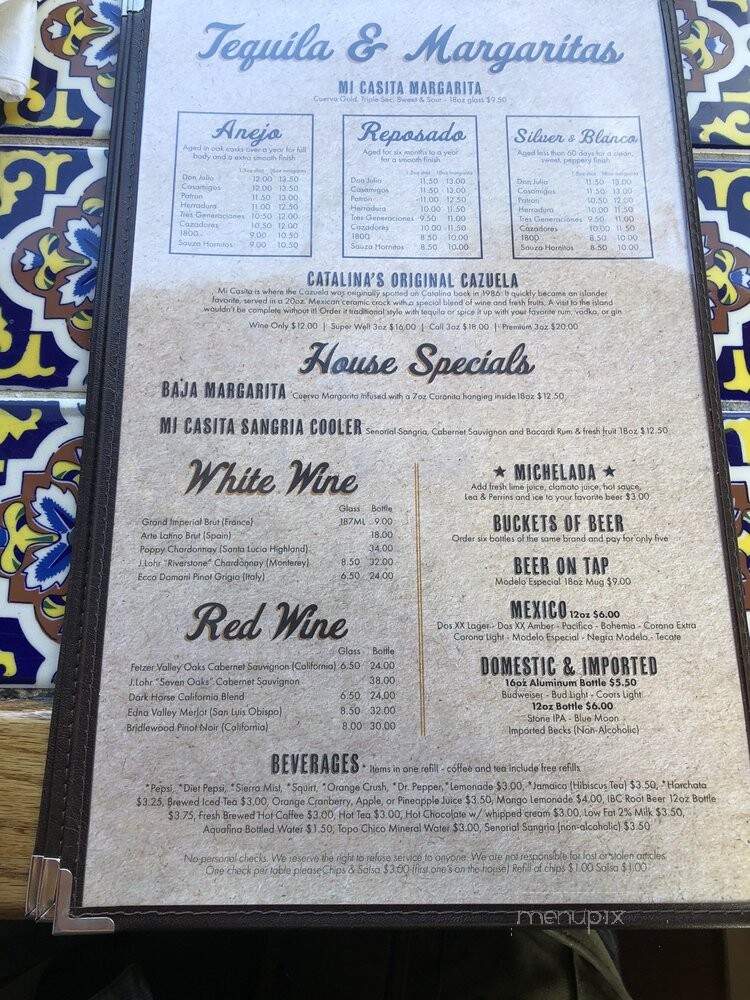 Tequila & Margaritas
MI CASITA MARGARITA
Cuervo Gold, Triple Sec, Sweet & Sour - 18oz glass $9.50
Anejo
Aged in oak casks over a year for full
body and a extra smooth finish
1.5oz shot 18oz margarita
Don Julio 12.00 13.50
Casamigos 12.00 13.50
Patron 11.50 13.00
Herradura 11.00 12.50
Tres Generaciones 10.50 12.00
Cazadores 10.50 12.00
1800 9.00 10.50
Sauza Hornitos 9.00 10.50
Reposado
Aged for six months to a year
for a smooth finish
1.5oz shot 18oz margarita
Don Julio 11.50 13.00
Casamigos 11.50 13.00
Patron 11.00 12.50
Herradura 10.00 11.50
Tres Generaciones 9.50 11.00
Cazadores 10.00 11.50
1800 8.50 10.00
Sauza Hornitos 8.50 10.00
Silver & Blanco
Aged less than 60 days for a clean,
sweet, peppery finish
1.5oz shot 18oz margarita
Don Julio 11.50 13.00
Casamigos 11.50 13.00
Patron 10.50 12.00
Herradura 10.00 11.50
Tres Generaciones 9.50 11.00
Cazadores 10.00 11.50
1800 8.50 10.00
Sauza Hornitos 8.50 10.00
CATALINA'S ORIGINAL CAZUELA
Mi Casita is where the Cazuela was originally spotted on Catalina back in 1986. It quickly became an islander
favorite, served in a 20oz. Mexican ceramic crock with a special blend of wine and fresh fruits. A visit to the island
wouldn't be complete without it! Order it traditional style with tequila or spice it up with your favorite rum, vodka, or gin
Wine Only $12.00 | Super Well 3oz $16.00 | Call 3oz $18.00 | Premium 3oz $20.00
House Specials
BAJA MARGARITA Cuervo Margarita infused with a 7oz Coronita hanging inside 18oz $12.50
MI CASITA SANGRIA COOLER Senorial Sangria, Cabernet Sauvignon and Bacardi Rum & fresh fruit 18oz $12.50
White Wine
Glass Bottle
Grand Imperial Brut (France) 187ML 9.00
Arte Latino Brut (Spain) 18.00
Poppy Chardonnay (Santa Lucia Highland) 34.00
J.Lohr "Riverstone" Chardonnay (Monterey) 8.50 32.00
Ecco Damani Pinot Grigio (Italy) 6.50 24.00
Red Wine
Glass Bottle
Fetzer Valley Oaks Cabernet Sauvignon (California) 6.50 24.00
J.Lohr "Seven Oaks" Cabernet Sauvignon 38.00
Dark Horse California Blend 6.50 24.00
Edna Valley Merlot (San Luis Obispo) 8.50 32.00
Bridlewood Pinot Noir (California) 8.00 30.00
★ MICHELADA ★
Add fresh lime juice, clamato juice, hot sauce,
Lea & Perrins and ice to your favorite beer $3.00
BUCKETS OF BEER
Order six bottles of the same brand and pay for only five
BEER ON TAP
Modelo Especial 18oz Mug $9.00
MEXICO 12oz $6.00
Dos XX Lager - Dos XX Amber - Pacifico - Bohemia - Corona Extra
Corona Light - Modelo Especial - Negra Modelo - Tecate
DOMESTIC & IMPORTED
16oz Aluminum Bottle $5.50
Budweiser - Bud Light - Coors Light
12oz Bottle $6.00
Stone IPA - Blue Moon
Imported Becks (Non-Alcoholic)
BEVERAGES * Items in one refill - coffee and tea include free refills
*Pepsi, *Diet Pepsi, *Sierra Mist, *Squirt, *Orange Crush, *Dr. Pepper,*Lemonade $3.00, *Jamaica (Hibiscus Tea) $3.50, *Horchata
$3.25, Brewed Iced Tea $3.00, Orange Cranberry, Apple, or Pineapple Juice $3.50, Mango Lemonade $4.00, IBC Root Beer 12oz Bottle
$3.75, Fresh Brewed Hot Coffee $3.00, Hot Tea $3.00, Hot Chocolate w/ whipped cream $3.00, Low Fat 2% Milk $3.50,
Aquafina Bottled Water $1.50, Topo Chico Mineral Water $3.00, Senorial Sangria (non-alcoholic) $3.50
No personal checks. We reserve the right to refuse service to anyone. We are not responsible for lost or stolen articles
One check per table please Chips & Salsa $3.00 (first one's on the house) Refill of chips $1.00 Salsa $1.00
menupix